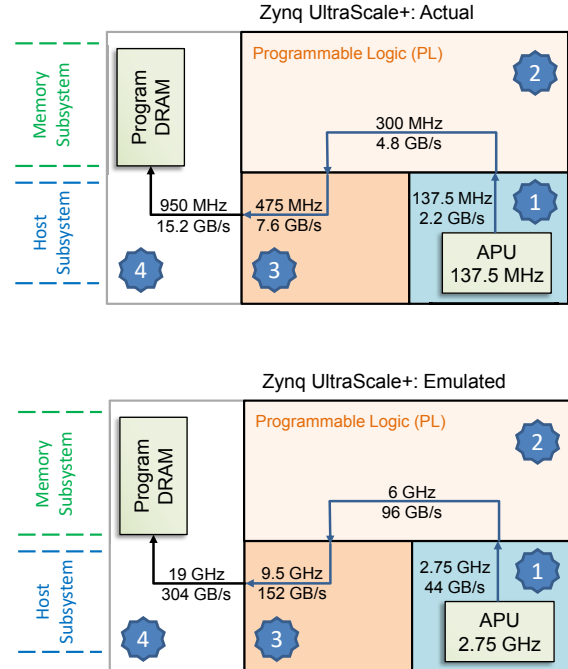 Zynq UltraScale+: Actual
Memory
Subsystem
Host
Subsystem
Program
DRAM
Programmable Logic (PL)
2
300 MHz
4.8 GB/s
950 MHz
15.2 GB/s
475 MHz
7.6 GB/s
137.5 MHz
2.2 GB/s
1
APU
137.5 MHz
3
4
Zynq UltraScale+: Emulated
Memory
Subsystem
Host
Subsystem
Program
DRAM
Programmable Logic (PL)
2
6 GHz
96 GB/s
19 GHz
304 GB/s
9.5 GHz
152 GB/s
2.75 GHz
44 GB/s
1
APU
2.75 GHz
3
4